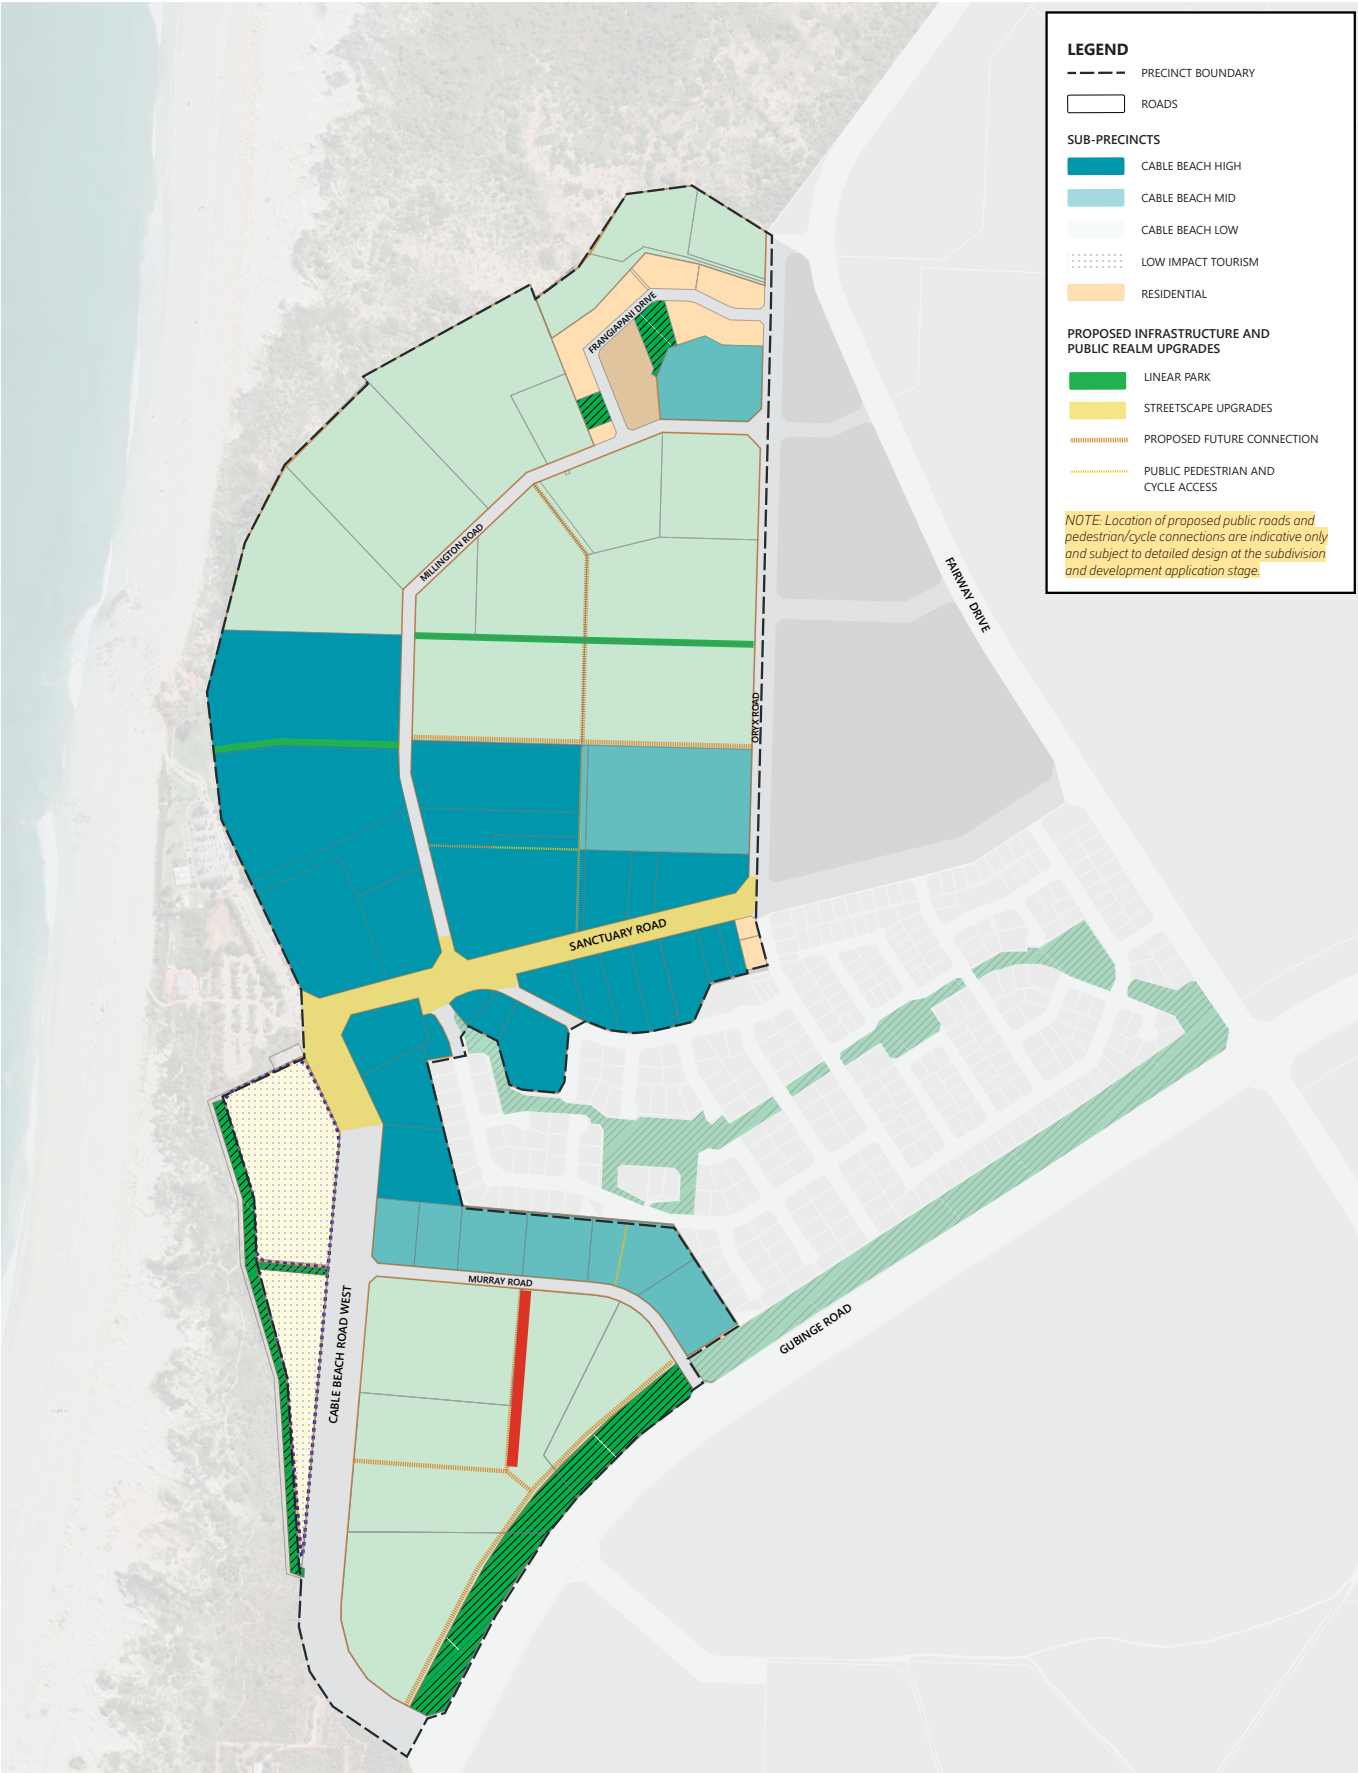 LEGEND
PRECINCT BOUNDARY
ROADS
SUB-PRECINCTS
CABLE BEACH HIGH
CABLE BEACH MID
CABLE BEACH LOW
LOW IMPACT TOURISM
RESIDENTIAL
PROPOSED INFRASTRUCTURE AND
PUBLIC REALM UPGRADES
LINEAR PARK
STREETSCAPE UPGRADES
PROPOSED FUTURE CONNECTION
PUBLIC PEDESTRIAN AND
CYCLE ACCESS
NOTE: Location of proposed public roads and
pedestrian/cycle connections are indicative only
and subject to detailed design at the subdivision
and development application stage.
FRANGIAPANI DRIVE
MILLINGTON ROAD
FAIRWAY DRIVE
ORYX ROAD
SANCTUARY ROAD
MURRAY ROAD
GUBINGE ROAD
CABLE BEACH ROAD WEST